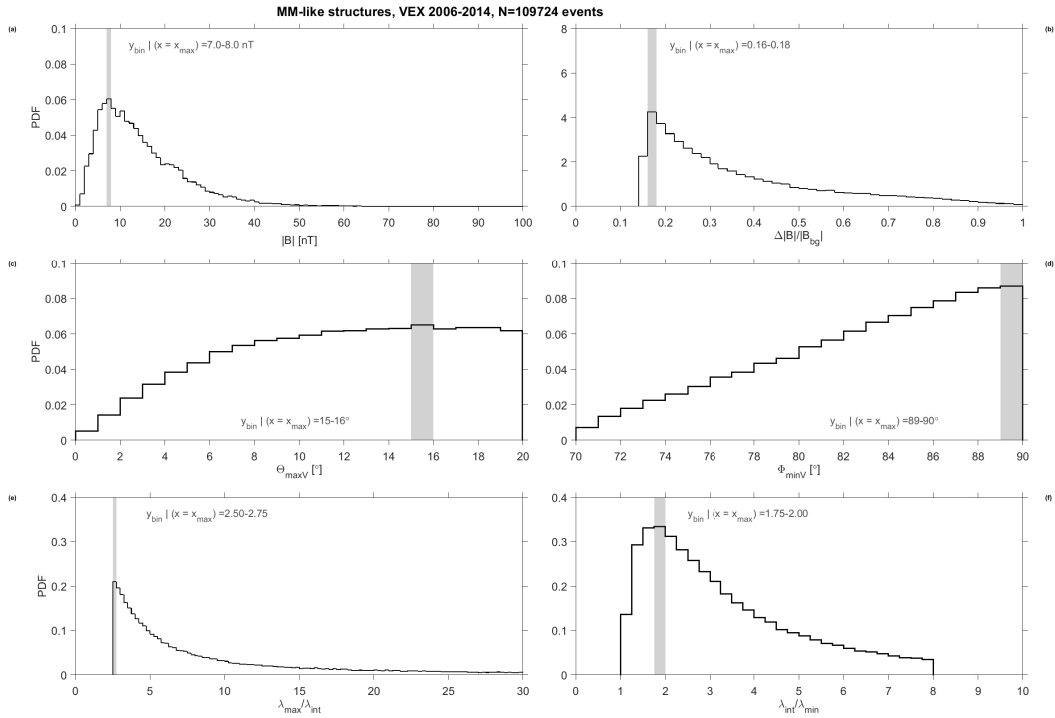 MM-like structures, VEX 2006-2014, N=109724 events
(a)
0.1
0.08
0.06
0.04
0.02
0
PDF
y_bin | (x = x_max) =7.0-8.0 nT
0 10 20 30 40 50 60 70 80 90 100
|B| [nT]
(b)
8
6
4
2
0
y_bin | (x = x_max) =0.16-0.18
0 0.1 0.2 0.3 0.4 0.5 0.6 0.7 0.8 0.9 1
Δ|B|/|B_bg|
(c)
0.1
0.08
0.06
0.04
0.02
0
PDF
y_bin | (x = x_max) =15-16°
0 2 4 6 8 10 12 14 16 18 20
Θ_maxV [°]
(d)
0.1
0.08
0.06
0.04
0.02
0
y_bin | (x = x_max) =89-90°
70 72 74 76 78 80 82 84 86 88 90
Φ_minV [°]
(e)
0.4
0.3
0.2
0.1
0
PDF
y_bin | (x = x_max) =2.50-2.75
0 5 10 15 20 25 30
λ_max/λ_int
(f)
0.4
0.3
0.2
0.1
0
y_bin | (x = x_max) =1.75-2.00
0 1 2 3 4 5 6 7 8 9 10
λ_int/λ_min